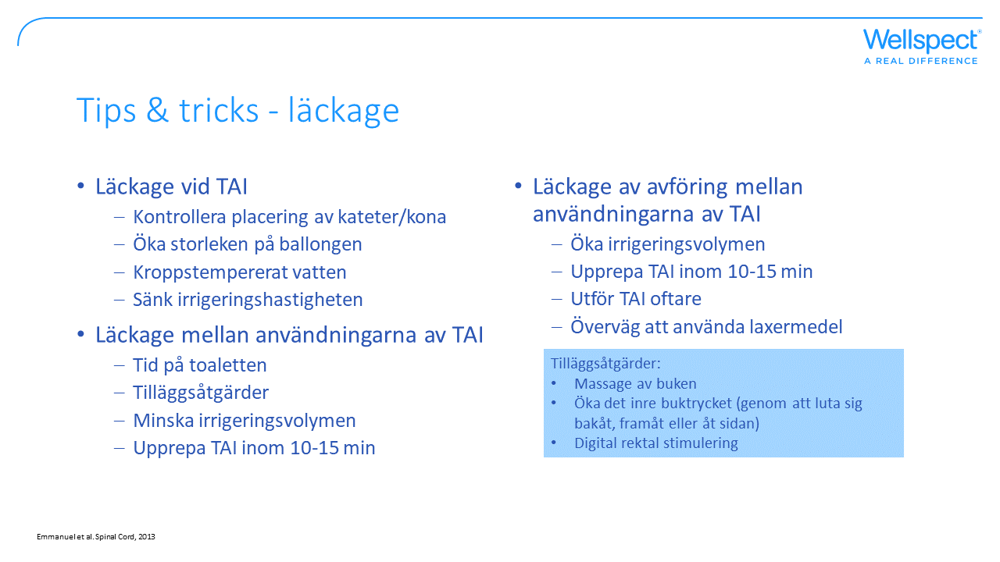 Wellspect®
A REAL DIFFERENCE
Tips & tricks - läckage
• Läckage vid TAI
– Kontrollera placering av kateter/kona
– Öka storleken på ballongen
– Kroppstempererat vatten
– Sänk irrigeringshastigheten
• Läckage mellan användningarna av TAI
– Tid på toaletten
– Tilläggsåtgärder
– Minska irrigeringsvolymen
– Upprepa TAI inom 10-15 min
• Läckage av avföring mellan
användningarna av TAI
– Öka irrigeringsvolymen
– Upprepa TAI inom 10-15 min
– Utför TAI oftare
– Överväg att använda laxermedel
Tilläggsåtgärder:
• Massage av buken
• Öka det inre buktrycket (genom att luta sig
bakåt, framåt eller åt sidan)
• Digital rektal stimulering
Emmanuel et al. Spinal Cord, 2013